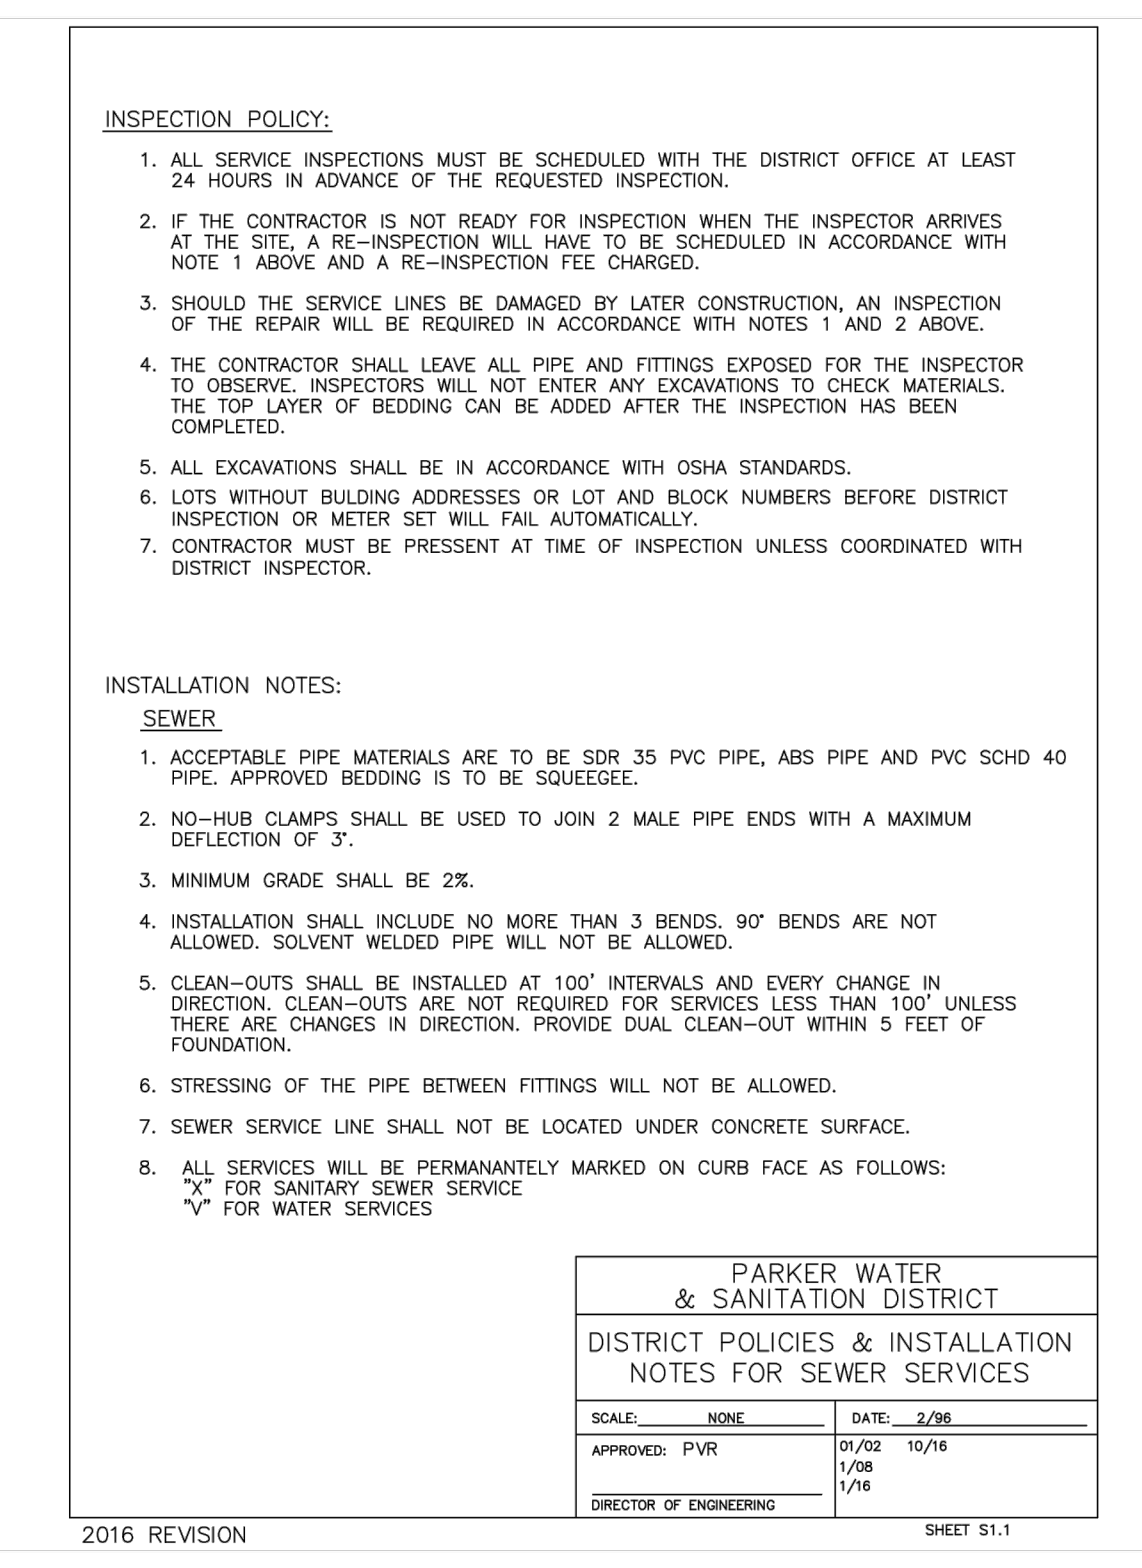 INSPECTION POLICY:
1. ALL SERVICE INSPECTIONS MUST BE SCHEDULED WITH THE DISTRICT OFFICE AT LEAST
24 HOURS IN ADVANCE OF THE REQUESTED INSPECTION.
2. IF THE CONTRACTOR IS NOT READY FOR INSPECTION WHEN THE INSPECTOR ARRIVES
AT THE SITE, A RE-INSPECTION WILL HAVE TO BE SCHEDULED IN ACCORDANCE WITH
NOTE 1 ABOVE AND A RE-INSPECTION FEE CHARGED.
3. SHOULD THE SERVICE LINES BE DAMAGED BY LATER CONSTRUCTION, AN INSPECTION
OF THE REPAIR WILL BE REQUIRED IN ACCORDANCE WITH NOTES 1 AND 2 ABOVE.
4. THE CONTRACTOR SHALL LEAVE ALL PIPE AND FITTINGS EXPOSED FOR THE INSPECTOR
TO OBSERVE. INSPECTORS WILL NOT ENTER ANY EXCAVATIONS TO CHECK MATERIALS.
THE TOP LAYER OF BEDDING CAN BE ADDED AFTER THE INSPECTION HAS BEEN
COMPLETED.
5. ALL EXCAVATIONS SHALL BE IN ACCORDANCE WITH OSHA STANDARDS.
6. LOTS WITHOUT BULDING ADDRESSES OR LOT AND BLOCK NUMBERS BEFORE DISTRICT
INSPECTION OR METER SET WILL FAIL AUTOMATICALLY.
7. CONTRACTOR MUST BE PRESSENT AT TIME OF INSPECTION UNLESS COORDINATED WITH
DISTRICT INSPECTOR.
INSTALLATION NOTES:
SEWER
1. ACCEPTABLE PIPE MATERIALS ARE TO BE SDR 35 PVC PIPE, ABS PIPE AND PVC SCHD 40
PIPE. APPROVED BEDDING IS TO BE SQUEEGEE.
2. NO-HUB CLAMPS SHALL BE USED TO JOIN 2 MALE PIPE ENDS WITH A MAXIMUM
DEFLECTION OF 3°.
3. MINIMUM GRADE SHALL BE 2%.
4. INSTALLATION SHALL INCLUDE NO MORE THAN 3 BENDS. 90° BENDS ARE NOT
ALLOWED. SOLVENT WELDED PIPE WILL NOT BE ALLOWED.
5. CLEAN-OUTS SHALL BE INSTALLED AT 100' INTERVALS AND EVERY CHANGE IN
DIRECTION. CLEAN-OUTS ARE NOT REQUIRED FOR SERVICES LESS THAN 100' UNLESS
THERE ARE CHANGES IN DIRECTION. PROVIDE DUAL CLEAN-OUT WITHIN 5 FEET OF
FOUNDATION.
6. STRESSING OF THE PIPE BETWEEN FITTINGS WILL NOT BE ALLOWED.
7. SEWER SERVICE LINE SHALL NOT BE LOCATED UNDER CONCRETE SURFACE.
8. ALL SERVICES WILL BE PERMANANTELY MARKED ON CURB FACE AS FOLLOWS:
"X" FOR SANITARY SEWER SERVICE
"V" FOR WATER SERVICES
PARKER WATER
& SANITATION DISTRICT
DISTRICT POLICIES & INSTALLATION
NOTES FOR SEWER SERVICES
SCALE: NONE
DATE: 2/96
APPROVED: PVR
01/02 10/16
1/08
1/16
DIRECTOR OF ENGINEERING
2016 REVISION
SHEET S1.1